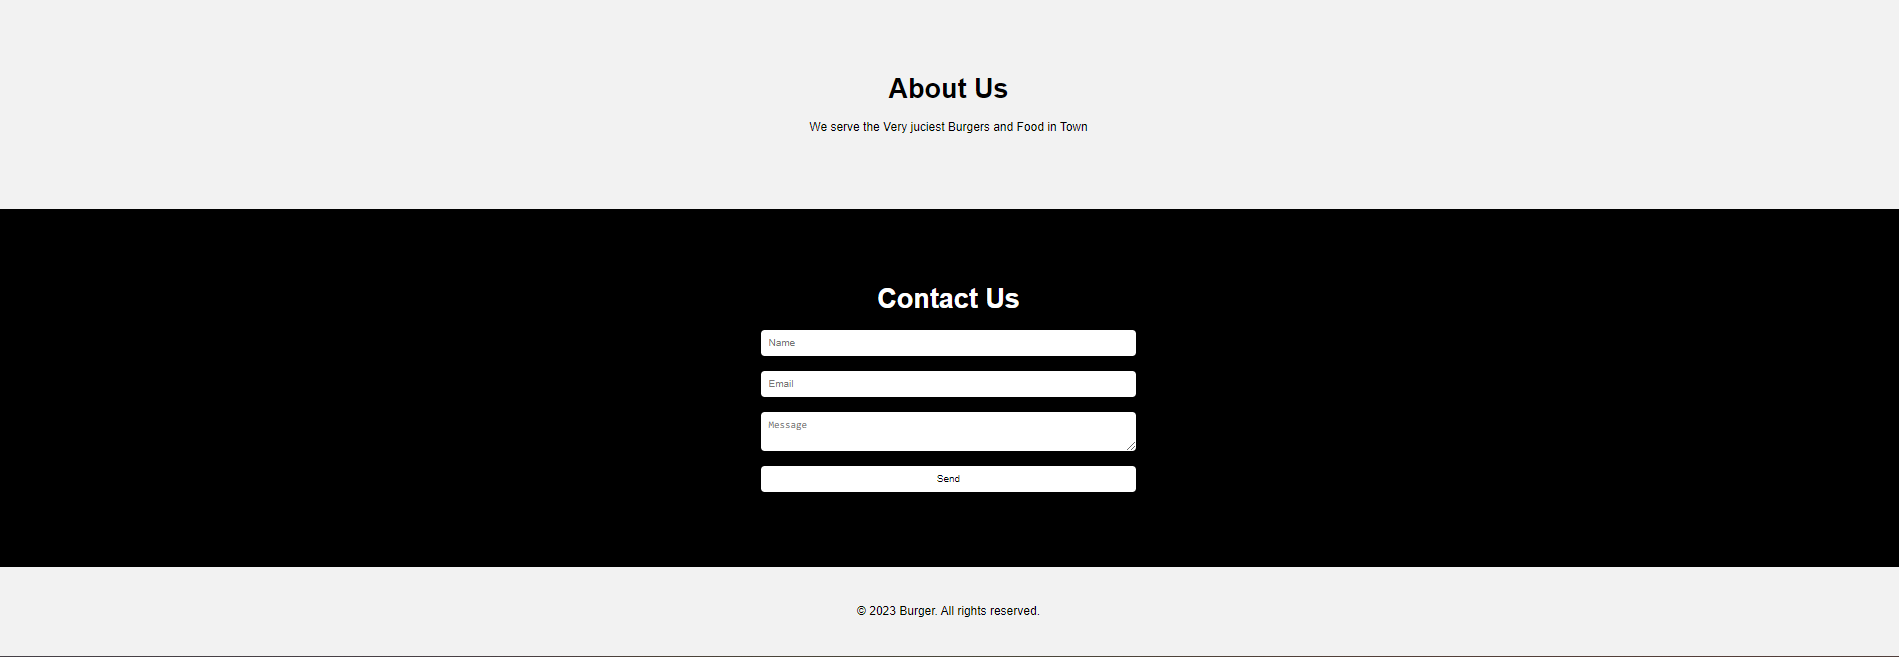 About Us
We serve the Very juciest Burgers and Food in Town
Contact Us
Name
Email
Message
Send
© 2023 Burger. All rights reserved.